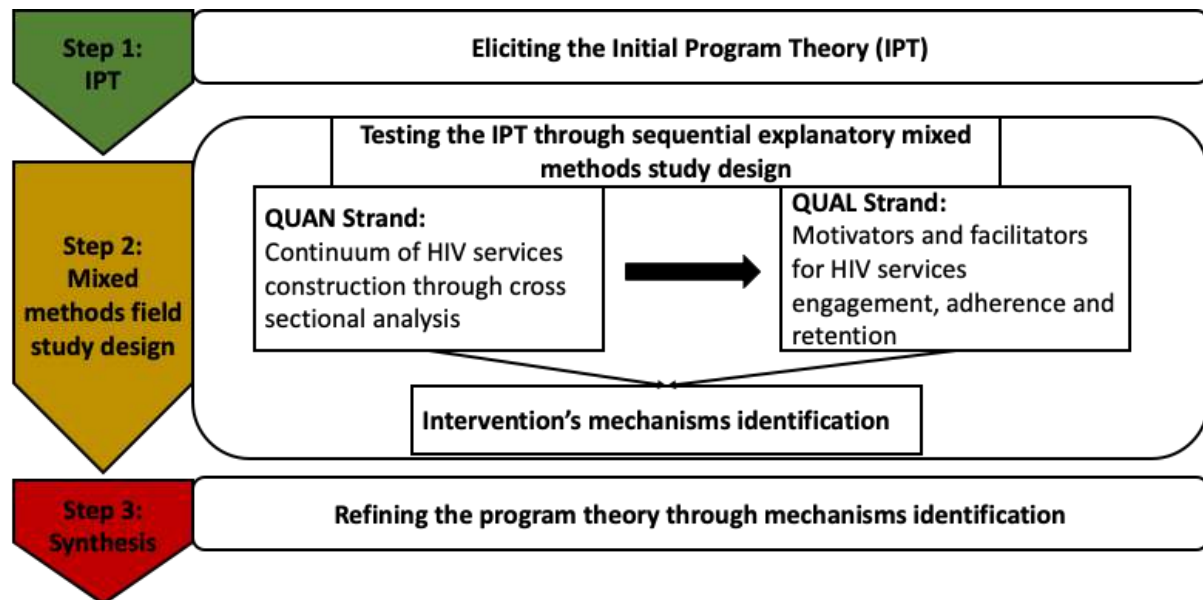 Step 1:
IPT
Eliciting the Initial Program Theory (IPT)
Step 2:
Mixed
methods field
study design
Testing the IPT through sequential explanatory mixed
methods study design
QUAN Strand:
Continuum of HIV services
construction through cross
sectional analysis
QUAL Strand:
Motivators and facilitators
for HIV services
engagement, adherence and
retention
Intervention's mechanisms identification
Step 3:
Synthesis
Refining the program theory through mechanisms identification